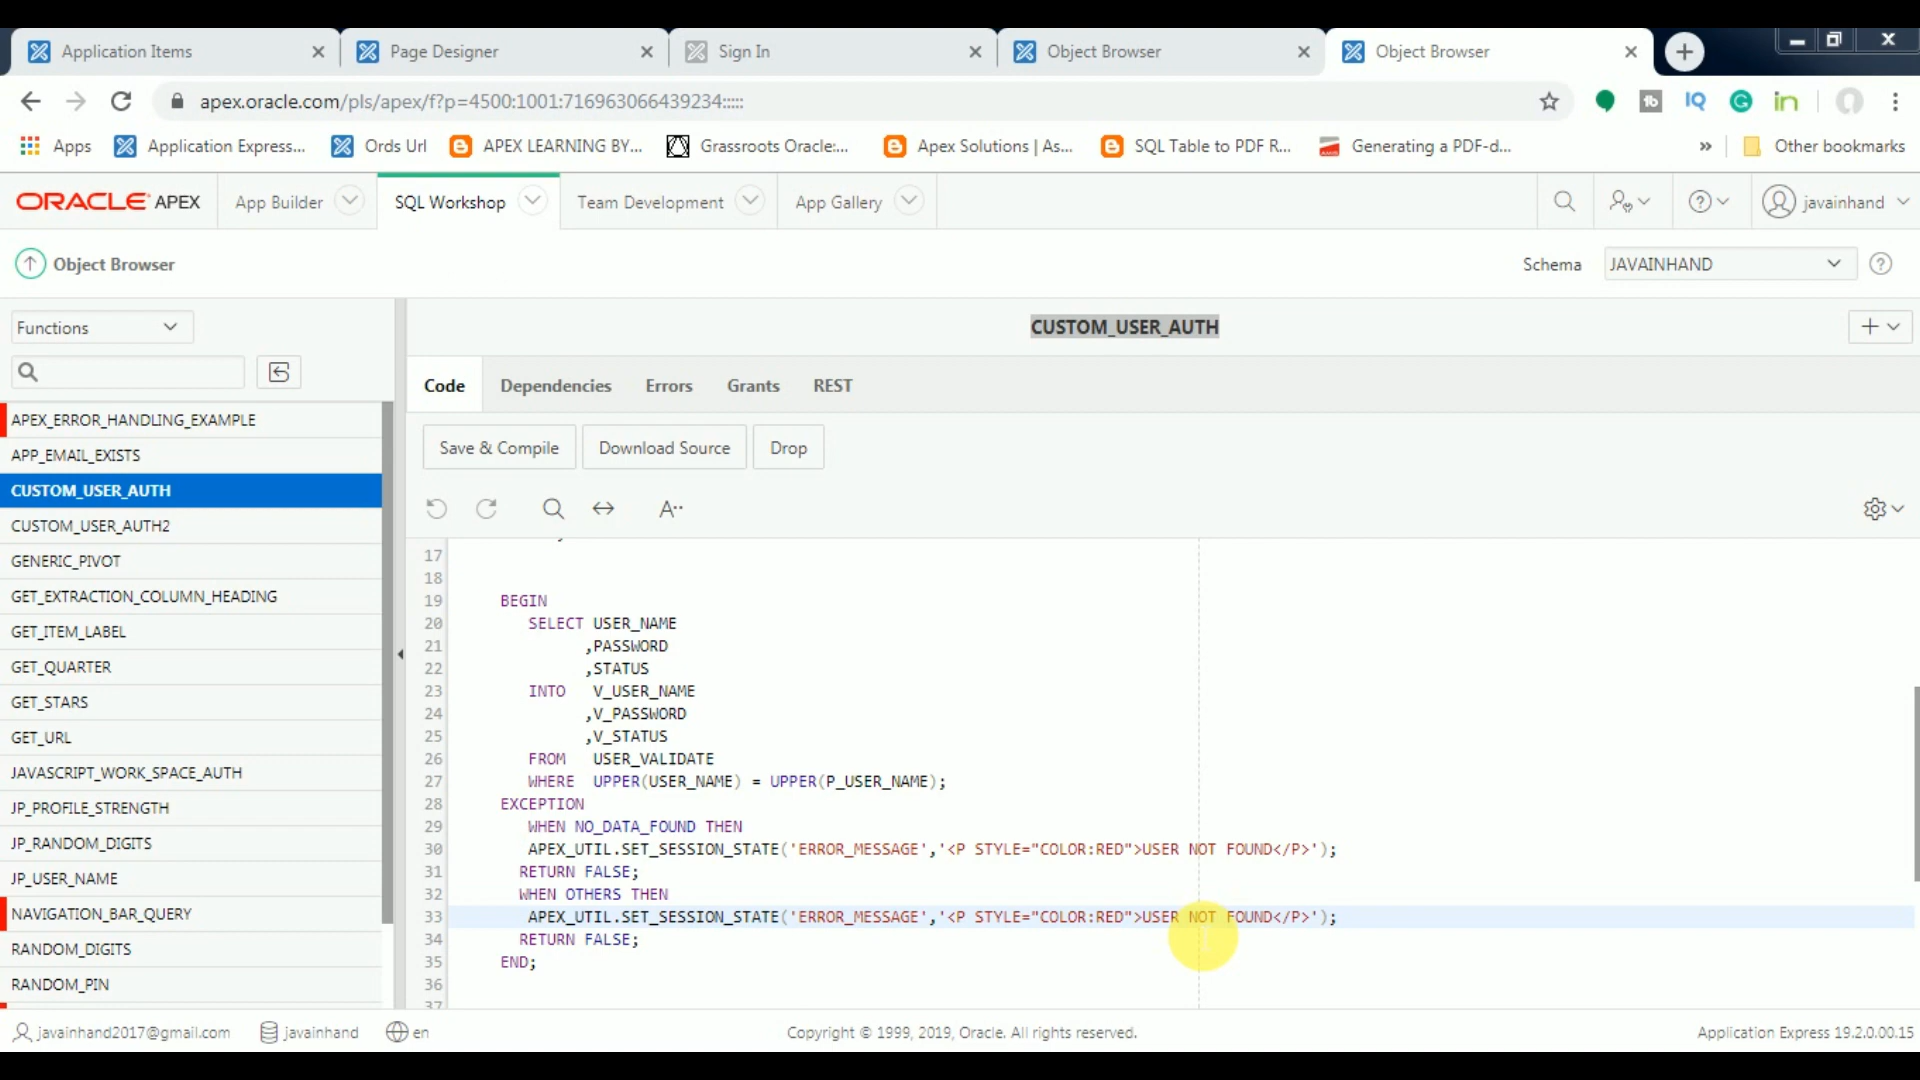 Application Items
Page Designer
Sign In
Object Browser
Object Browser
apex.oracle.com/pls/apex/f?p=4500:1001:716963066439234:::::
Apps
Application Express...
Ords Url
APEX LEARNING BY...
Grassroots Oracle:...
Apex Solutions | As...
SQL Table to PDF R...
Generating a PDF-d...
»
Other bookmarks
ORACLE APEX
App Builder
SQL Workshop
Team Development
App Gallery
javainhand
Object Browser
Schema
JAVAINHAND
Functions
CUSTOM_USER_AUTH
Code
Dependencies
Errors
Grants
REST
APEX_ERROR_HANDLING_EXAMPLE
APP_EMAIL_EXISTS
CUSTOM_USER_AUTH
CUSTOM_USER_AUTH2
GENERIC_PIVOT
GET_EXTRACTION_COLUMN_HEADING
GET_ITEM_LABEL
GET_QUARTER
GET_STARS
GET_URL
JAVASCRIPT_WORK_SPACE_AUTH
JP_PROFILE_STRENGTH
JP_RANDOM_DIGITS
JP_USER_NAME
NAVIGATION_BAR_QUERY
RANDOM_DIGITS
RANDOM_PIN
Save & Compile
Download Source
Drop
A··
17
18
19 BEGIN
20 SELECT USER_NAME
21 ,PASSWORD
22 ,STATUS
23 INTO V_USER_NAME
24 ,V_PASSWORD
25 ,V_STATUS
26 FROM USER_VALIDATE
27 WHERE UPPER(USER_NAME) = UPPER(P_USER_NAME);
28 EXCEPTION
29 WHEN NO_DATA_FOUND THEN
30 APEX_UTIL.SET_SESSION_STATE('ERROR_MESSAGE','<P STYLE="COLOR:RED">USER NOT FOUND</P>');
31 RETURN FALSE;
32 WHEN OTHERS THEN
33 APEX_UTIL.SET_SESSION_STATE('ERROR_MESSAGE','<P STYLE="COLOR:RED">USER NOT FOUND</P>');
34 RETURN FALSE;
35 END;
36
37
javainhand2017@gmail.com
javainhand
en
Copyright © 1999, 2019, Oracle. All rights reserved.
Application Express 19.2.0.00.15